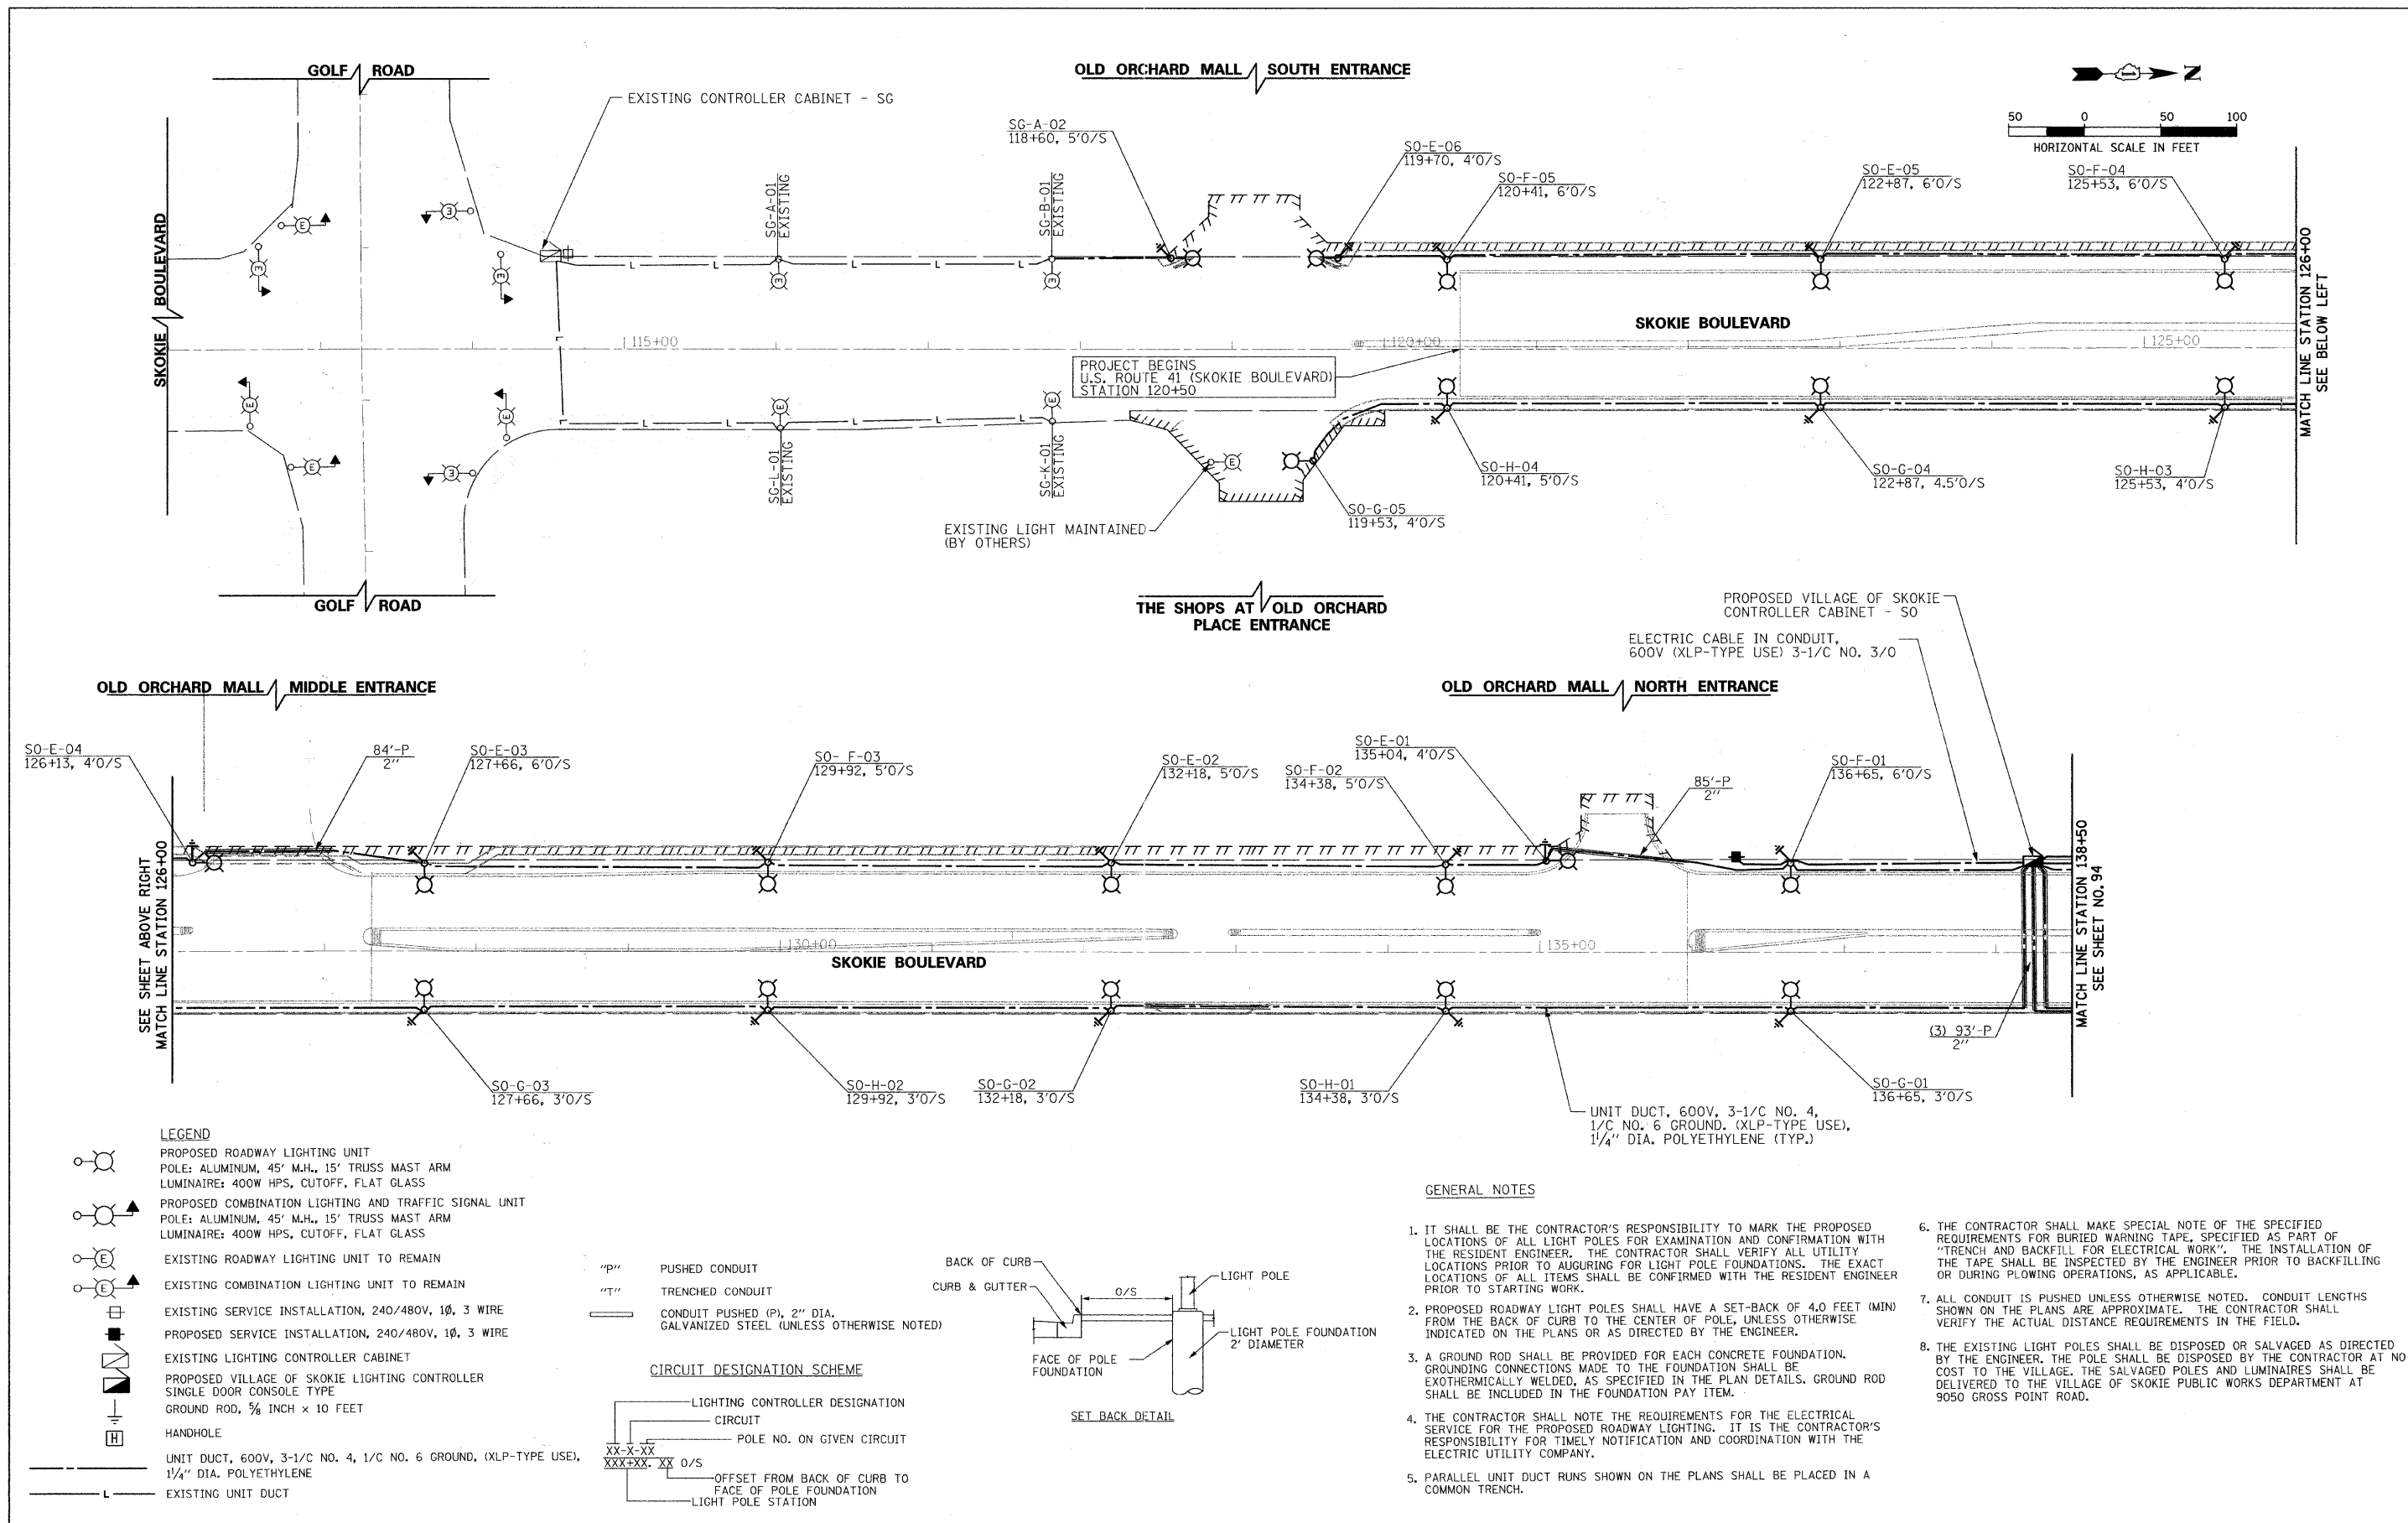 GOLF ROAD
OLD ORCHARD MALL SOUTH ENTRANCE
N
EXISTING CONTROLLER CABINET - SG
50 0 50 100
HORIZONTAL SCALE IN FEET
SG-A-02
118+60, 5'O/S
SO-E-06
119+70, 4'O/S
SO-F-05
120+41, 6'O/S
SO-E-05
122+87, 6'O/S
SO-F-04
125+53, 6'O/S
SG-A-01
EXISTING
SG-B-01
EXISTING
SKOKIE BOULEVARD
MATCH LINE STATION 126+00
SEE BELOW LEFT
SKOKIE BOULEVARD
115+00
120+00
125+00
PROJECT BEGINS
U.S. ROUTE 41 (SKOKIE BOULEVARD)
STATION 120+50
SG-L-01
EXISTING
SG-K-01
EXISTING
SO-H-04
120+41, 5'O/S
SO-G-04
122+87, 4.5'O/S
SO-H-03
125+53, 4'O/S
SO-G-05
119+53, 4'O/S
EXISTING LIGHT MAINTAINED
(BY OTHERS)
GOLF ROAD
THE SHOPS AT OLD ORCHARD
PLACE ENTRANCE
PROPOSED VILLAGE OF SKOKIE
CONTROLLER CABINET - SO
ELECTRIC CABLE IN CONDUIT,
600V (XLP-TYPE USE) 3-1/C NO. 3/0
OLD ORCHARD MALL MIDDLE ENTRANCE
OLD ORCHARD MALL NORTH ENTRANCE
SO-E-04
126+13, 4'O/S
84'-P
2"
SO-E-03
127+66, 6'O/S
SO- F-03
129+92, 5'O/S
SO-E-02
132+18, 5'O/S
SO-F-02
134+38, 5'O/S
SO-E-01
135+04, 4'O/S
85'-P
2"
SO-F-01
136+65, 6'O/S
SEE SHEET ABOVE RIGHT
MATCH LINE STATION 126+00
130+00
135+00
SKOKIE BOULEVARD
MATCH LINE STATION 138+50
SEE SHEET NO. 94
(3) 93'-P
2"
SO-G-03
127+66, 3'O/S
SO-H-02
129+92, 3'O/S
SO-G-02
132+18, 3'O/S
SO-H-01
134+38, 3'O/S
SO-G-01
136+65, 3'O/S
UNIT DUCT, 600V, 3-1/C NO. 4,
1/C NO. 6 GROUND. (XLP-TYPE USE),
1 1/4" DIA. POLYETHYLENE (TYP.)
LEGEND
PROPOSED ROADWAY LIGHTING UNIT
POLE: ALUMINUM, 45' M.H., 15' TRUSS MAST ARM
LUMINAIRE: 400W HPS, CUTOFF, FLAT GLASS
PROPOSED COMBINATION LIGHTING AND TRAFFIC SIGNAL UNIT
POLE: ALUMINUM, 45' M.H., 15' TRUSS MAST ARM
LUMINAIRE: 400W HPS, CUTOFF, FLAT GLASS
E EXISTING ROADWAY LIGHTING UNIT TO REMAIN
E EXISTING COMBINATION LIGHTING UNIT TO REMAIN
EXISTING SERVICE INSTALLATION, 240/480V, 1Ø, 3 WIRE
PROPOSED SERVICE INSTALLATION, 240/480V, 1Ø, 3 WIRE
EXISTING LIGHTING CONTROLLER CABINET
PROPOSED VILLAGE OF SKOKIE LIGHTING CONTROLLER
SINGLE DOOR CONSOLE TYPE
GROUND ROD, 5/8 INCH x 10 FEET
H HANDHOLE
UNIT DUCT, 600V, 3-1/C NO. 4, 1/C NO. 6 GROUND, (XLP-TYPE USE),
1 1/4" DIA. POLYETHYLENE
L EXISTING UNIT DUCT
"P" PUSHED CONDUIT
"T" TRENCHED CONDUIT
CONDUIT PUSHED (P), 2" DIA.
GALVANIZED STEEL (UNLESS OTHERWISE NOTED)
CIRCUIT DESIGNATION SCHEME
LIGHTING CONTROLLER DESIGNATION
CIRCUIT
POLE NO. ON GIVEN CIRCUIT
XX-X-XX
XXX+XX. XX O/S
OFFSET FROM BACK OF CURB TO
FACE OF POLE FOUNDATION
LIGHT POLE STATION
BACK OF CURB
CURB & GUTTER
O/S
LIGHT POLE
LIGHT POLE FOUNDATION
2' DIAMETER
FACE OF POLE
FOUNDATION
SET BACK DETAIL
GENERAL NOTES
1. IT SHALL BE THE CONTRACTOR'S RESPONSIBILITY TO MARK THE PROPOSED
LOCATIONS OF ALL LIGHT POLES FOR EXAMINATION AND CONFIRMATION WITH
THE RESIDENT ENGINEER. THE CONTRACTOR SHALL VERIFY ALL UTILITY
LOCATIONS PRIOR TO AUGURING FOR LIGHT POLE FOUNDATIONS. THE EXACT
LOCATIONS OF ALL ITEMS SHALL BE CONFIRMED WITH THE RESIDENT ENGINEER
PRIOR TO STARTING WORK.
2. PROPOSED ROADWAY LIGHT POLES SHALL HAVE A SET-BACK OF 4.0 FEET (MIN)
FROM THE BACK OF CURB TO THE CENTER OF POLE, UNLESS OTHERWISE
INDICATED ON THE PLANS OR AS DIRECTED BY THE ENGINEER.
3. A GROUND ROD SHALL BE PROVIDED FOR EACH CONCRETE FOUNDATION.
GROUNDING CONNECTIONS MADE TO THE FOUNDATION SHALL BE
EXOTHERMICALLY WELDED, AS SPECIFIED IN THE PLAN DETAILS. GROUND ROD
SHALL BE INCLUDED IN THE FOUNDATION PAY ITEM.
4. THE CONTRACTOR SHALL NOTE THE REQUIREMENTS FOR THE ELECTRICAL
SERVICE FOR THE PROPOSED ROADWAY LIGHTING. IT IS THE CONTRACTOR'S
RESPONSIBILITY FOR TIMELY NOTIFICATION AND COORDINATION WITH THE
ELECTRIC UTILITY COMPANY.
5. PARALLEL UNIT DUCT RUNS SHOWN ON THE PLANS SHALL BE PLACED IN A
COMMON TRENCH.
6. THE CONTRACTOR SHALL MAKE SPECIAL NOTE OF THE SPECIFIED
REQUIREMENTS FOR BURIED WARNING TAPE, SPECIFIED AS PART OF
"TRENCH AND BACKFILL FOR ELECTRICAL WORK". THE INSTALLATION OF
THE TAPE SHALL BE INSPECTED BY THE ENGINEER PRIOR TO BACKFILLING
OR DURING PLOWING OPERATIONS, AS APPLICABLE.
7. ALL CONDUIT IS PUSHED UNLESS OTHERWISE NOTED. CONDUIT LENGTHS
SHOWN ON THE PLANS ARE APPROXIMATE. THE CONTRACTOR SHALL
VERIFY THE ACTUAL DISTANCE REQUIREMENTS IN THE FIELD.
8. THE EXISTING LIGHT POLES SHALL BE DISPOSED OR SALVAGED AS DIRECTED
BY THE ENGINEER. THE POLE SHALL BE DISPOSED BY THE CONTRACTOR AT NO
COST TO THE VILLAGE. THE SALVAGED POLES AND LUMINAIRES SHALL BE
DELIVERED TO THE VILLAGE OF SKOKIE PUBLIC WORKS DEPARTMENT AT
9050 GROSS POINT ROAD.